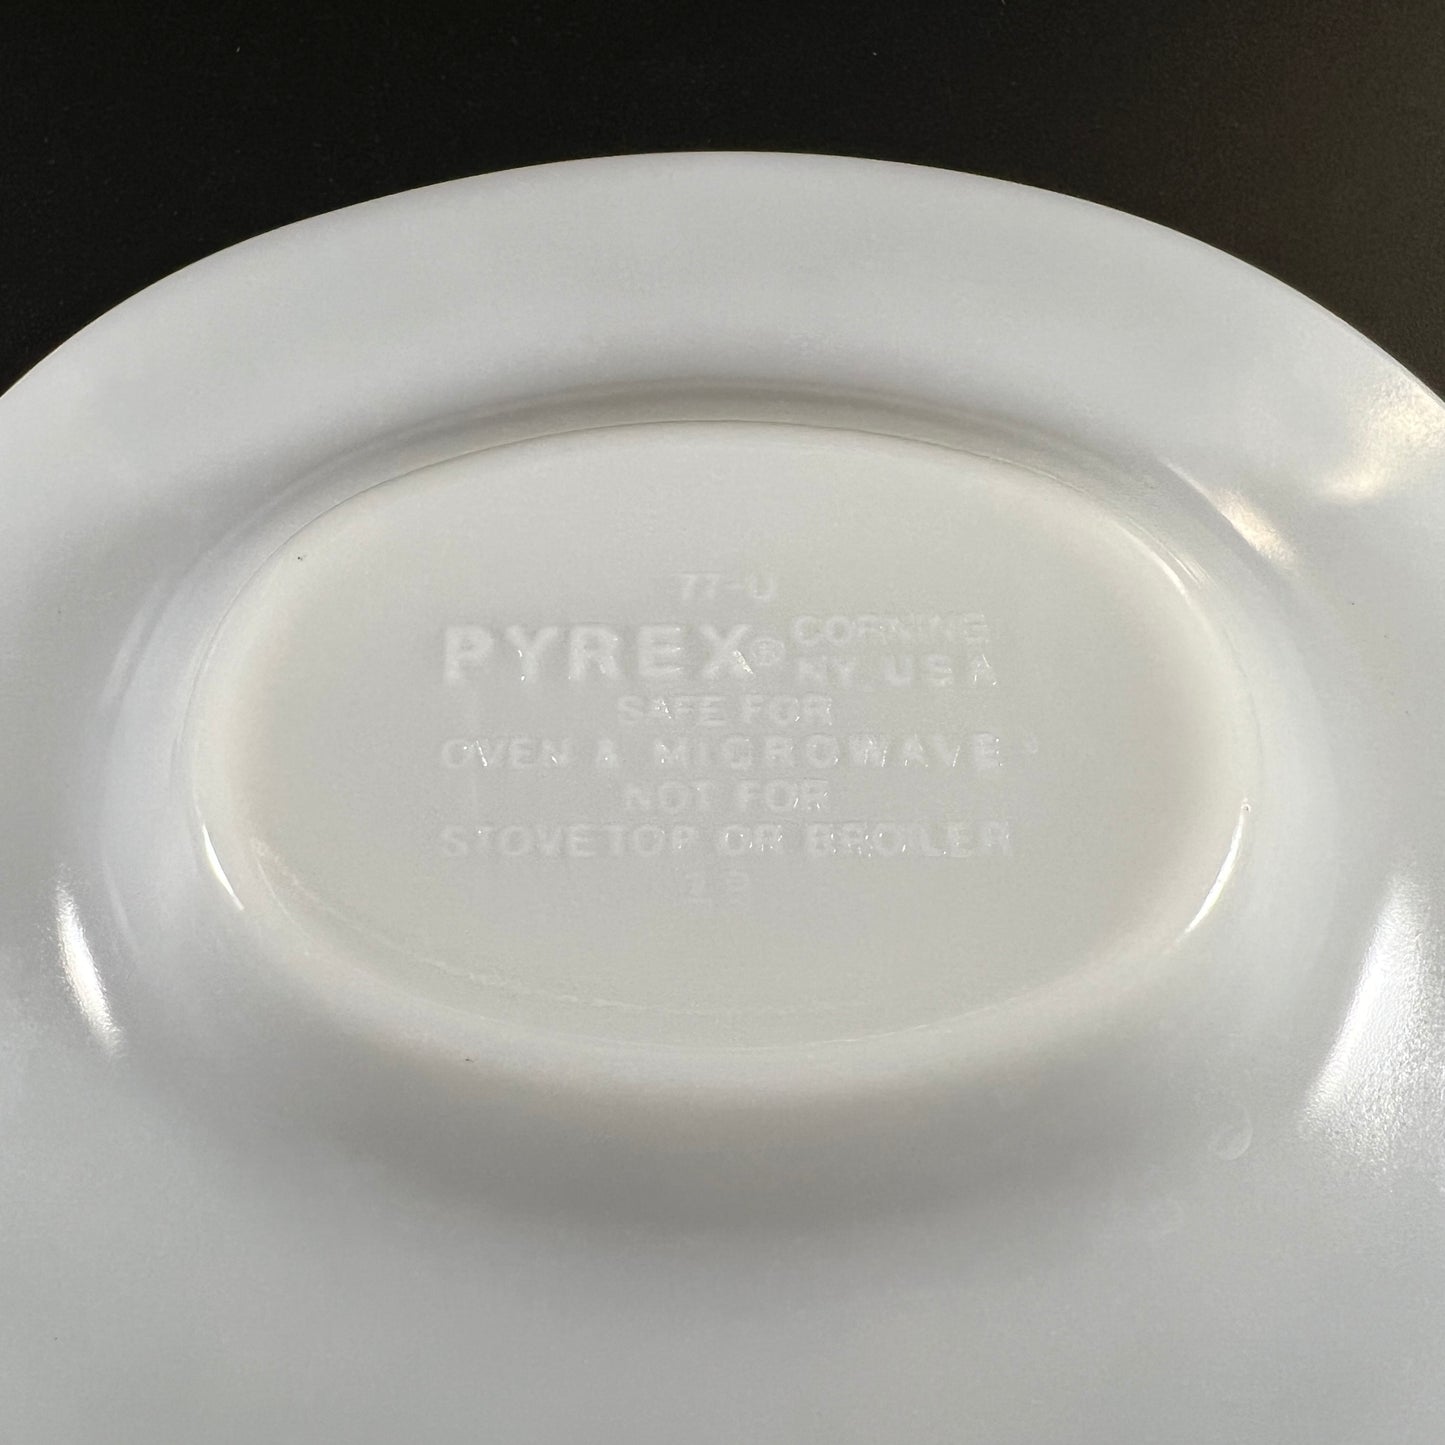 77-U
PYREX® CORNING
NY, USA
SAFE FOR
OVEN & MICROWAVE
NOT FOR
STOVETOP OR BROILER